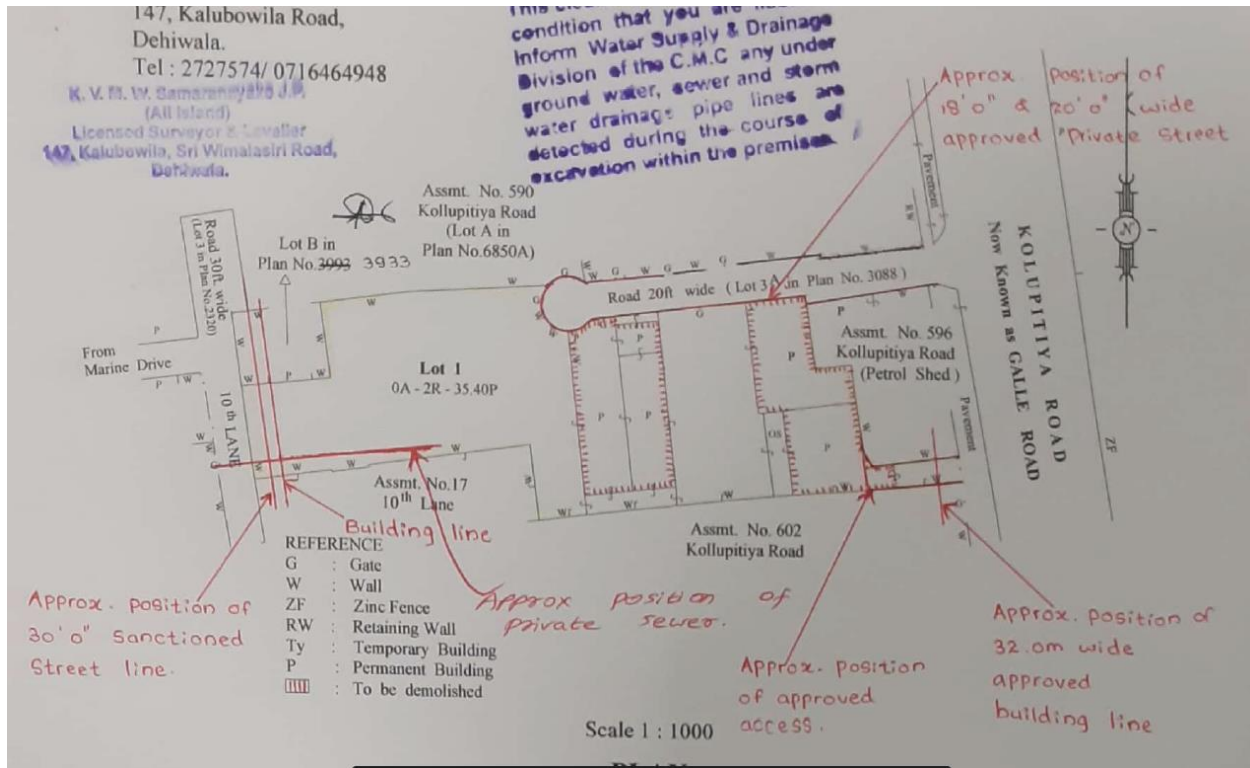 147, Kalubowila Road,
Dehiwala.
Tel : 2727574/ 0716464948
K. V. M. W. Samaranayake J.P.
(All Island)
Licensed Surveyor & Leveller
147, Kalubowila, Sri Wimalasiri Road,
Dehiwala.
condition that you are
Inform Water Supply & Drainage
Division of the C.M.C any under
ground water, sewer and storm
water drainage pipe lines are
detected during the course of
excavation within the premises.
Approx position of
18'0" & 20'0" wide
approved "Private Street
Assmt. No. 590
Kollupitiya Road
(Lot A in
Plan No.6850A)
Lot B in
Plan No.3993 3933
Road 30ft. wide
(Lot 3 in Plan No.2320)
From
Marine Drive
10 th LANE
Lot 1
0A - 2R - 35.40P
Road 20ft wide ( Lot 3A in Plan No. 3088 )
Assmt. No. 596
Kollupitiya Road
(Petrol Shed )
Pavement
RW
Pavement
KOLUPITIYA ROAD
Now Known as GALLE ROAD
ZF
N
Assmt. No.17
10th Lane
Building line
Assmt. No. 602
Kollupitiya Road
REFERENCE
G : Gate
W : Wall
ZF : Zinc Fence
RW : Retaining Wall
Ty : Temporary Building
P : Permanent Building
: To be demolished
Approx. position of
30'0" Sanctioned
Street line.
Approx position of
private sewer.
Approx. position
of approved
access.
Approx. position of
32.0m wide
approved
building line
Scale 1 : 1000